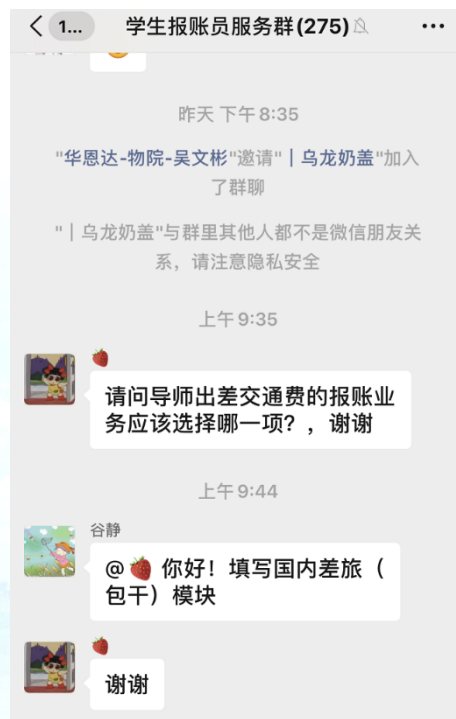 1... 学生报账员服务群(275)
昨天 下午8:35
"华恩达-物院-吴文彬"邀请"｜乌龙奶盖"加入
了群聊
"｜乌龙奶盖"与群里其他人都不是微信朋友关
系，请注意隐私安全
上午9:35
请问导师出差交通费的报账业
务应该选择哪一项？，谢谢
上午9:44
谷静
@🍓 你好！填写国内差旅（
包干）模块
谢谢